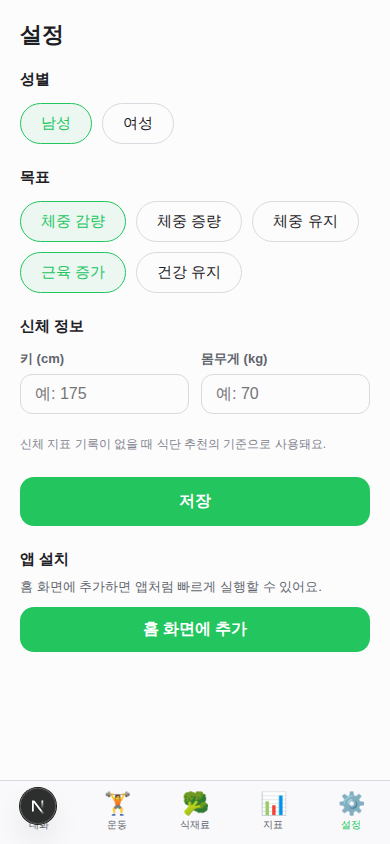 설정
성별
남성 여성
목표
체중 감량 체중 증량 체중 유지
근육 증가 건강 유지
신체 정보
키 (cm) 몸무게 (kg)
예: 175 예: 70
신체 지표 기록이 없을 때 식단 추천의 기준으로 사용돼요.
저장
앱 설치
홈 화면에 추가하면 앱처럼 빠르게 실행할 수 있어요.
홈 화면에 추가
N
운동 식재료 지표 설정